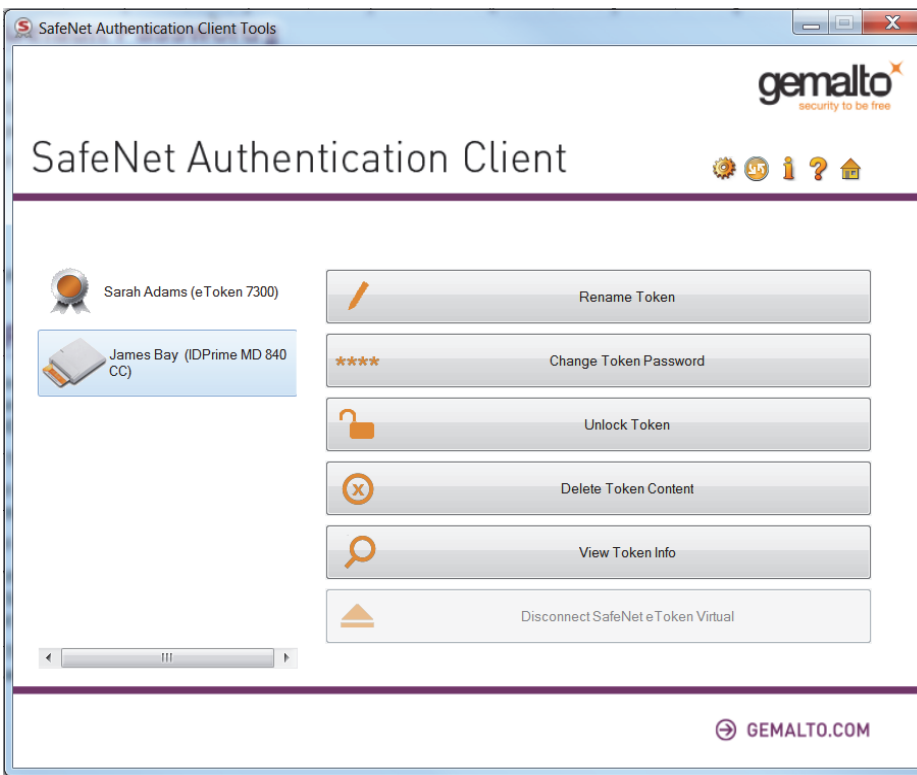 SafeNet Authentication Client Tools
gemalto
security to be free
SafeNet Authentication Client
Sarah Adams (eToken 7300)
James Bay (IDPrime MD 840
CC)
Rename Token
**** Change Token Password
Unlock Token
Delete Token Content
View Token Info
Disconnect SafeNet eToken Virtual
GEMALTO.COM